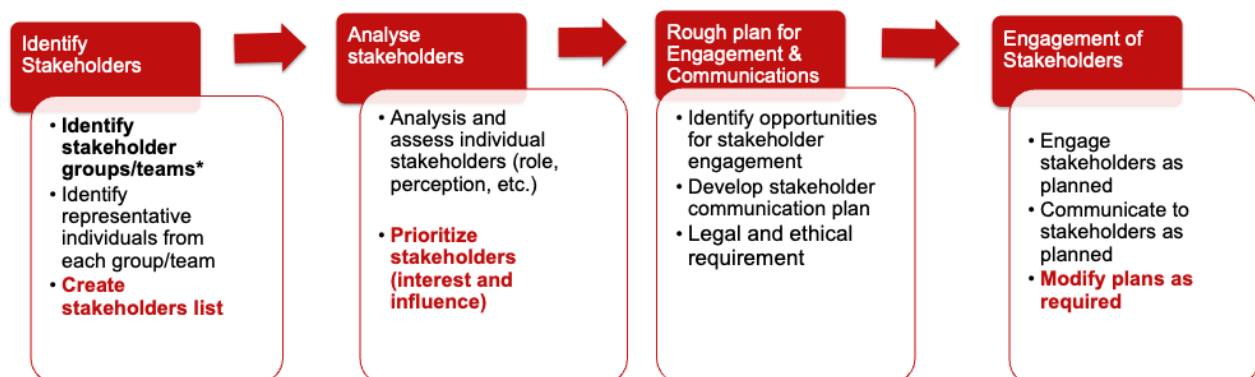 Identify
Stakeholders
• Identify
stakeholder
groups/teams*
• Identify
representative
individuals from
each group/team
• Create
stakeholders list
Analyse
stakeholders
• Analysis and
assess individual
stakeholders (role,
perception, etc.)
• Prioritize
stakeholders
(interest and
influence)
Rough plan for
Engagement &
Communications
• Identify opportunities
for stakeholder
engagement
• Develop stakeholder
communication plan
• Legal and ethical
requirement
Engagement of
Stakeholders
• Engage
stakeholders as
planned
• Communicate to
stakeholders as
planned
• Modify plans as
required